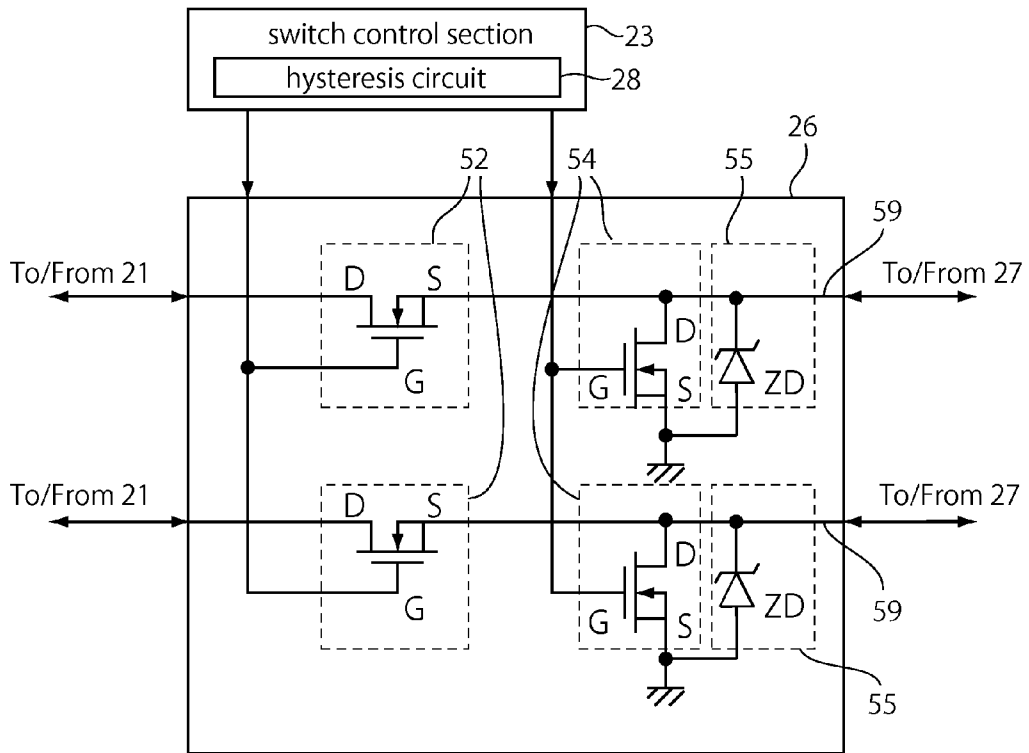 switch control section
23
hysteresis circuit
28
26
52
54
55
59
To/From 21
D
S
G
D
G
S
ZD
To/From 27
To/From 21
D
S
G
D
G
S
ZD
To/From 27
59
55